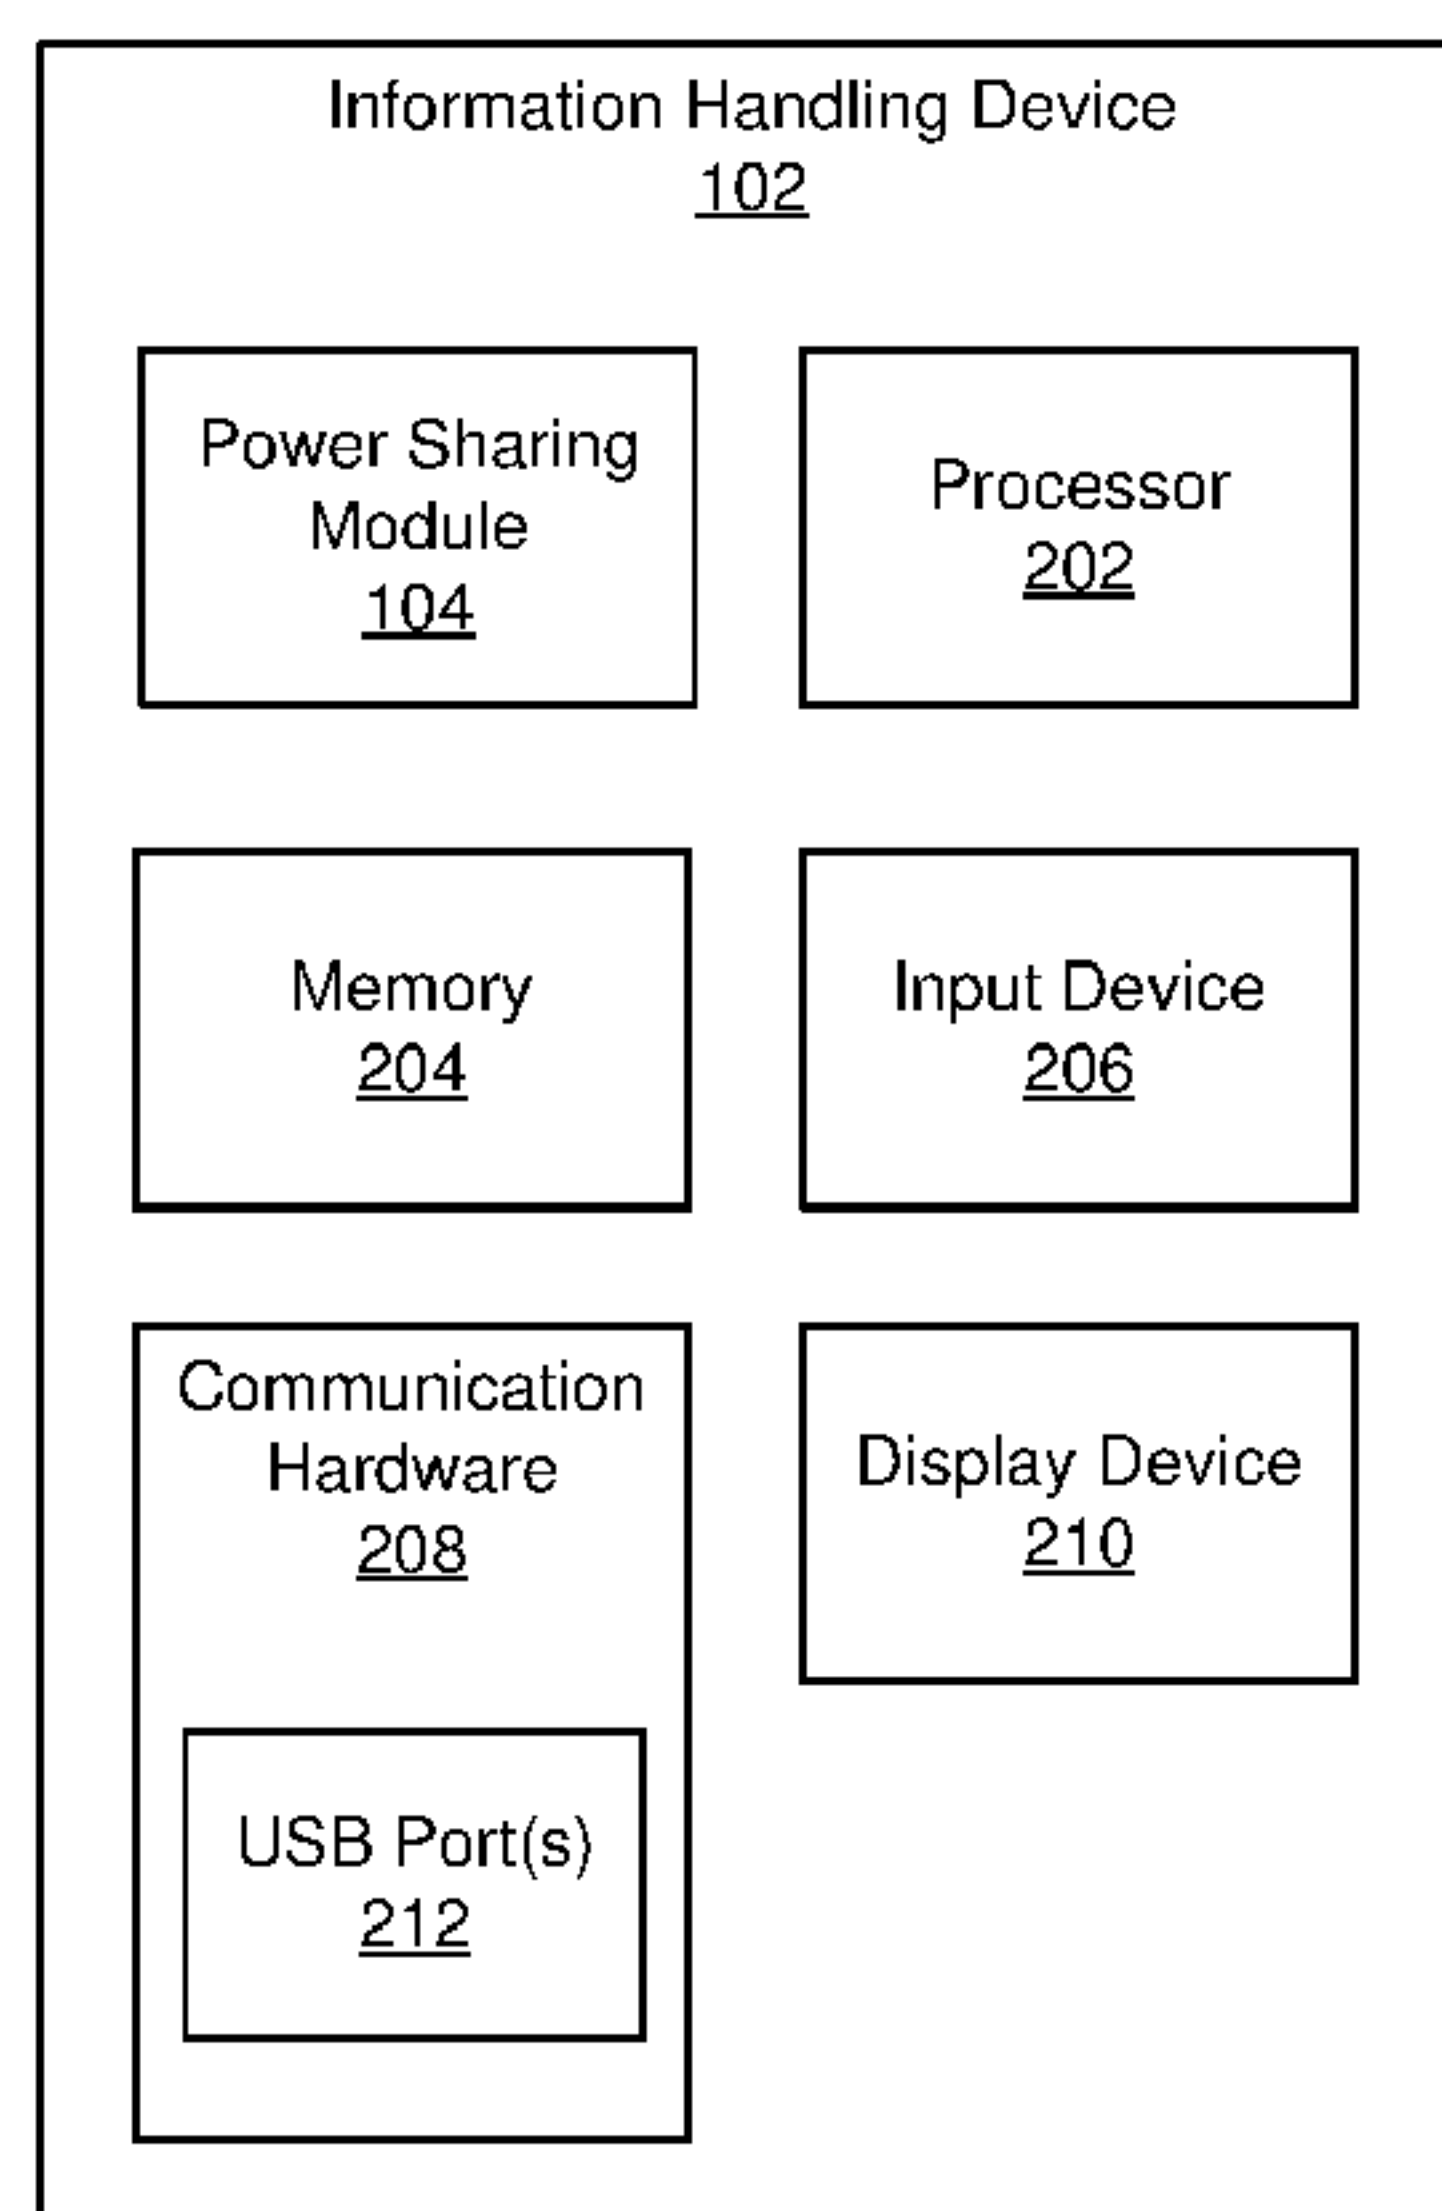 Information Handling Device
102
Power Sharing
Module
104
Processor
202
Memory
204
Input Device
206
Communication
Hardware
208
Display Device
210
USB Port(s)
212